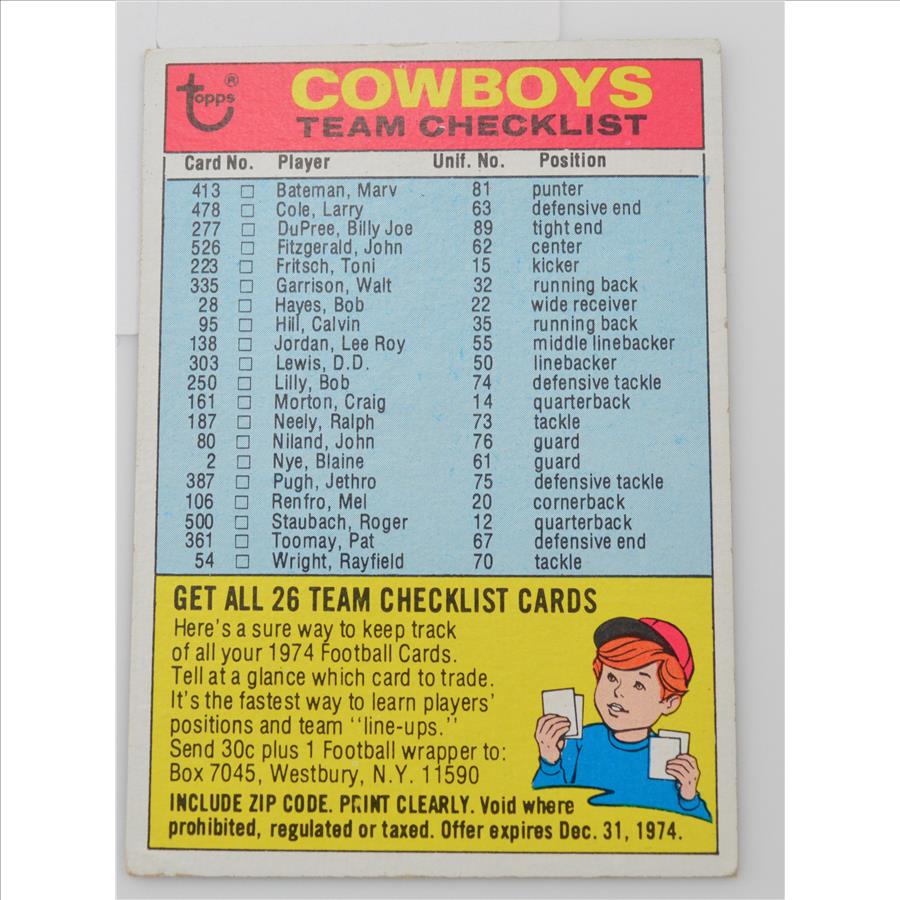 topps ®
COWBOYS
TEAM CHECKLIST
Card No. Player Unif. No. Position
413 □ Bateman, Marv 81 punter
478 □ Cole, Larry 63 defensive end
277 □ DuPree, Billy Joe 89 tight end
526 □ Fitzgerald, John 62 center
223 □ Fritsch, Toni 15 kicker
335 □ Garrison, Walt 32 running back
28 □ Hayes, Bob 22 wide receiver
95 □ Hill, Calvin 35 running back
138 □ Jordan, Lee Roy 55 middle linebacker
303 □ Lewis, D.D. 50 linebacker
250 □ Lilly, Bob 74 defensive tackle
161 □ Morton, Craig 14 quarterback
187 □ Neely, Ralph 73 tackle
80 □ Niland, John 76 guard
2 □ Nye, Blaine 61 guard
387 □ Pugh, Jethro 75 defensive tackle
106 □ Renfro, Mel 20 cornerback
500 □ Staubach, Roger 12 quarterback
361 □ Toomay, Pat 67 defensive end
54 □ Wright, Rayfield 70 tackle
GET ALL 26 TEAM CHECKLIST CARDS
Here's a sure way to keep track
of all your 1974 Football Cards.
Tell at a glance which card to trade.
It's the fastest way to learn players'
positions and team "line-ups."
Send 30c plus 1 Football wrapper to:
Box 7045, Westbury, N.Y. 11590
INCLUDE ZIP CODE. PRINT CLEARLY. Void where
prohibited, regulated or taxed. Offer expires Dec. 31, 1974.